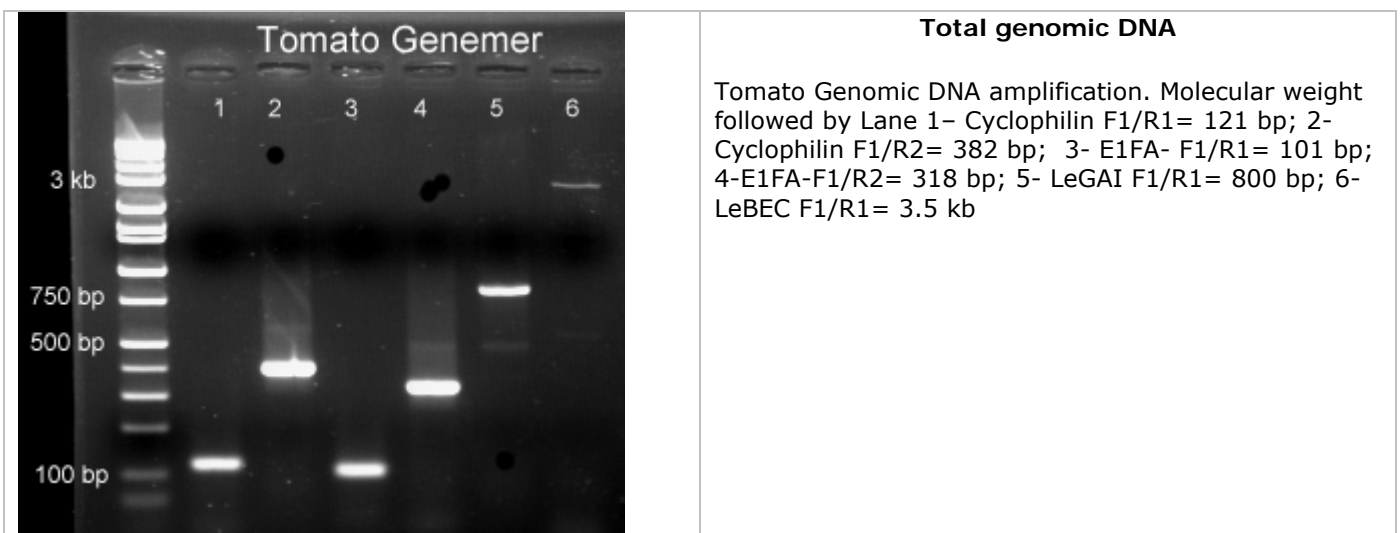 Tomato Genemer
1 2 3 4 5 6
3 kb
750 bp
500 bp
100 bp
Total genomic DNA
Tomato Genomic DNA amplification. Molecular weight
followed by Lane 1– Cyclophilin F1/R1= 121 bp; 2-
Cyclophilin F1/R2= 382 bp; 3- E1FA- F1/R1= 101 bp;
4-E1FA-F1/R2= 318 bp; 5- LeGAI F1/R1= 800 bp; 6-
LeBEC F1/R1= 3.5 kb